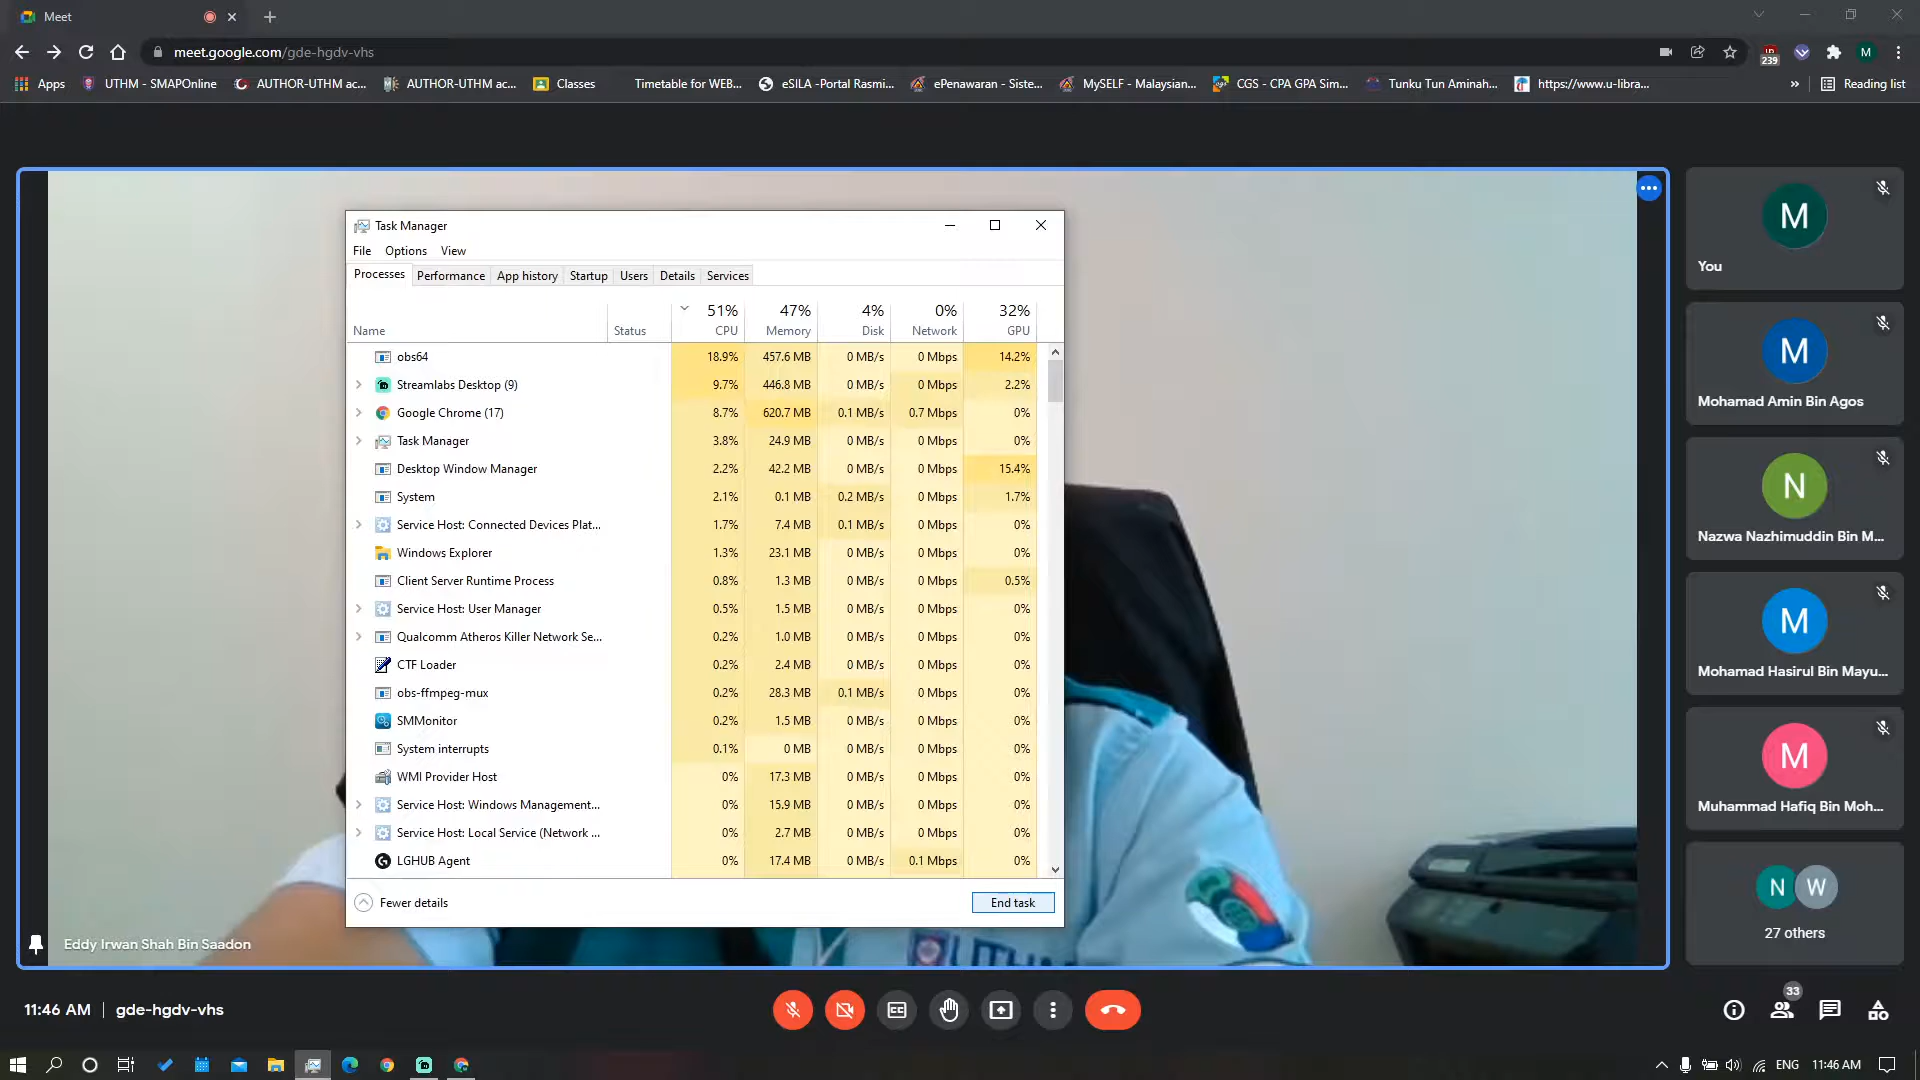 Meet
meet.google.com/gde-hgdv-vhs
239
M
Apps
UTHM - SMAPOnline
AUTHOR-UTHM ac...
AUTHOR-UTHM ac...
Classes
Timetable for WEB...
eSILA -Portal Rasmi...
ePenawaran - Siste...
MySELF - Malaysian...
CGS - CPA GPA Sim...
Tunku Tun Aminah...
https://www.u-libra...
Reading list
Task Manager
File Options View
Processes Performance App history Startup Users Details Services
51% 47% 4% 0% 32%
Name Status CPU Memory Disk Network GPU
obs64 18.9% 457.6 MB 0 MB/s 0 Mbps 14.2%
Streamlabs Desktop (9) 9.7% 446.8 MB 0 MB/s 0 Mbps 2.2%
Google Chrome (17) 8.7% 620.7 MB 0.1 MB/s 0.7 Mbps 0%
Task Manager 3.8% 24.9 MB 0 MB/s 0 Mbps 0%
Desktop Window Manager 2.2% 42.2 MB 0 MB/s 0 Mbps 15.4%
System 2.1% 0.1 MB 0.2 MB/s 0 Mbps 1.7%
Service Host: Connected Devices Plat... 1.7% 7.4 MB 0.1 MB/s 0 Mbps 0%
Windows Explorer 1.3% 23.1 MB 0 MB/s 0 Mbps 0%
Client Server Runtime Process 0.8% 1.3 MB 0 MB/s 0 Mbps 0.5%
Service Host: User Manager 0.5% 1.5 MB 0 MB/s 0 Mbps 0%
Qualcomm Atheros Killer Network Se... 0.2% 1.0 MB 0 MB/s 0 Mbps 0%
CTF Loader 0.2% 2.4 MB 0 MB/s 0 Mbps 0%
obs-ffmpeg-mux 0.2% 28.3 MB 0.1 MB/s 0 Mbps 0%
SMMonitor 0.2% 1.5 MB 0 MB/s 0 Mbps 0%
System interrupts 0.1% 0 MB 0 MB/s 0 Mbps 0%
WMI Provider Host 0% 17.3 MB 0 MB/s 0 Mbps 0%
Service Host: Windows Management... 0% 15.9 MB 0 MB/s 0 Mbps 0%
Service Host: Local Service (Network ... 0% 2.7 MB 0 MB/s 0 Mbps 0%
LGHUB Agent 0% 17.4 MB 0 MB/s 0.1 Mbps 0%
Fewer details
End task
Eddy Irwan Shah Bin Saadon
M
You
M
Mohamad Amin Bin Agos
N
Nazwa Nazhimuddin Bin M...
M
Mohamad Hasirul Bin Mayu...
M
Muhammad Hafiq Bin Moh...
N W
27 others
11:46 AM | gde-hgdv-vhs
33
ENG 11:46 AM